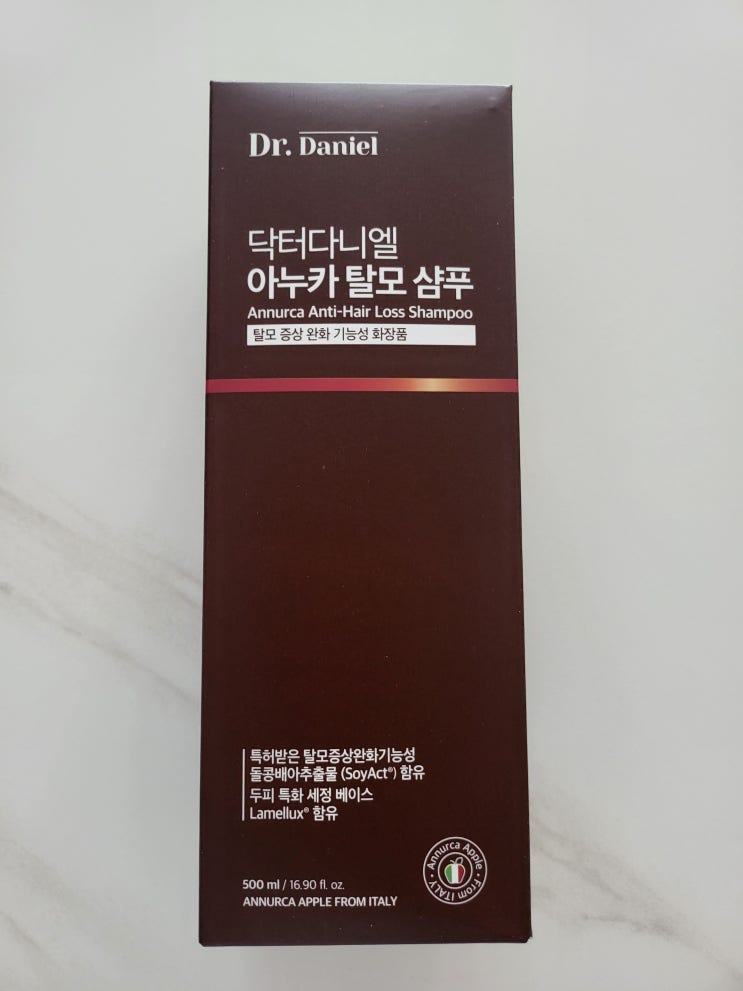 Dr. Daniel
닥터다니엘
아누카 탈모 샴푸
Annurca Anti-Hair Loss Shampoo
탈모 증상 완화 기능성 화장품
특허받은 탈모증상완화기능성
돌콩배아추출물 (SoyAct®) 함유
두피 특화 세정 베이스
Lamellux® 함유
Annurca Apple • From ITALY •
500 ml / 16.90 fl. oz.
ANNURCA APPLE FROM ITALY